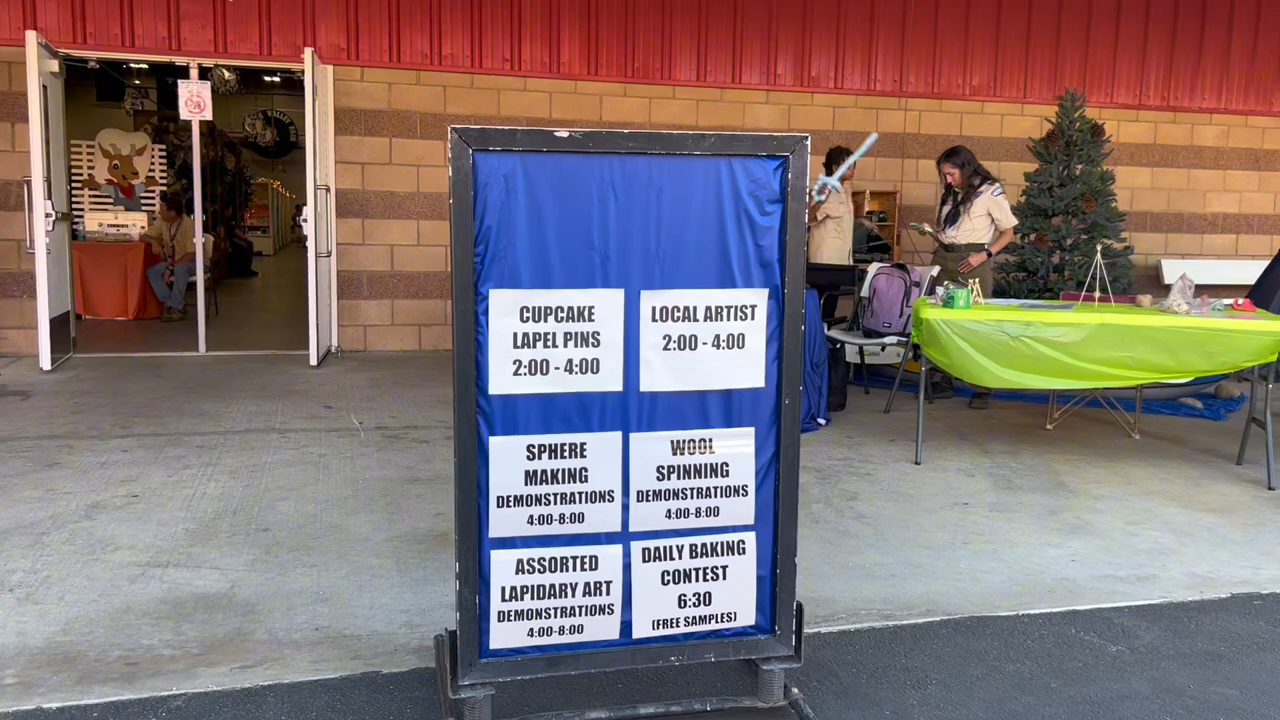 CUPCAKE
LAPEL PINS
2:00 - 4:00
LOCAL ARTIST
2:00 - 4:00
SPHERE
MAKING
DEMONSTRATIONS
4:00-8:00
WOOL
SPINNING
DEMONSTRATIONS
4:00-8:00
ASSORTED
LAPIDARY ART
DEMONSTRATIONS
4:00-8:00
DAILY BAKING
CONTEST
6:30
(FREE SAMPLES)